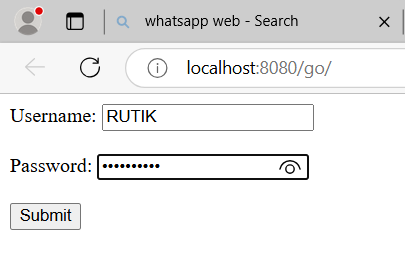 whatsapp web - Search
localhost:8080/go/
Username: RUTIK
Password: ••••••••••
Submit